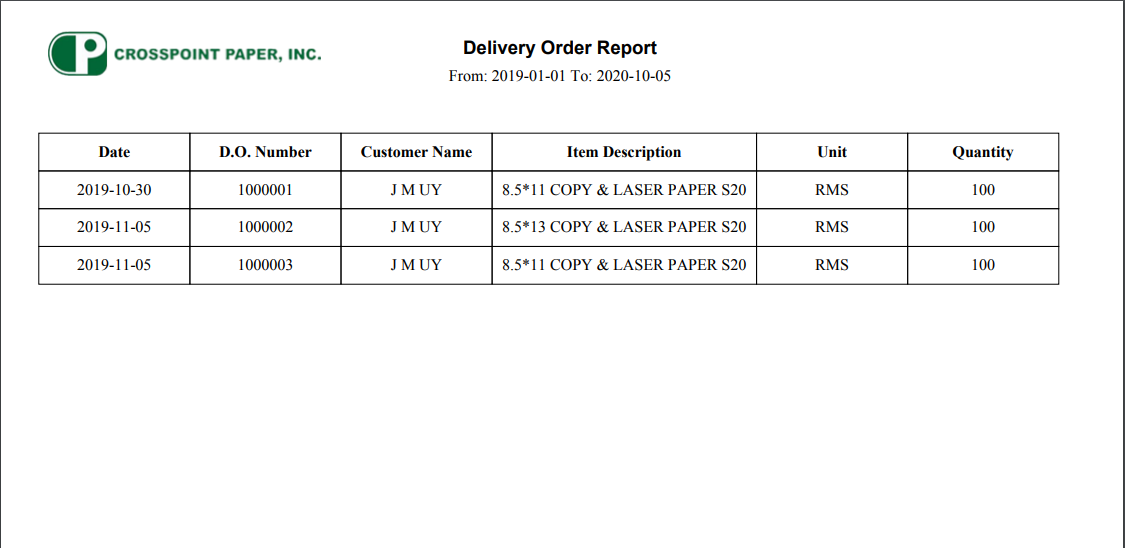 CP CROSSPOINT PAPER, INC.
Delivery Order Report
From: 2019-01-01 To: 2020-10-05
Date D.O. Number Customer Name Item Description Unit Quantity
2019-10-30 1000001 J M UY 8.5*11 COPY & LASER PAPER S20 RMS 100
2019-11-05 1000002 J M UY 8.5*13 COPY & LASER PAPER S20 RMS 100
2019-11-05 1000003 J M UY 8.5*11 COPY & LASER PAPER S20 RMS 100